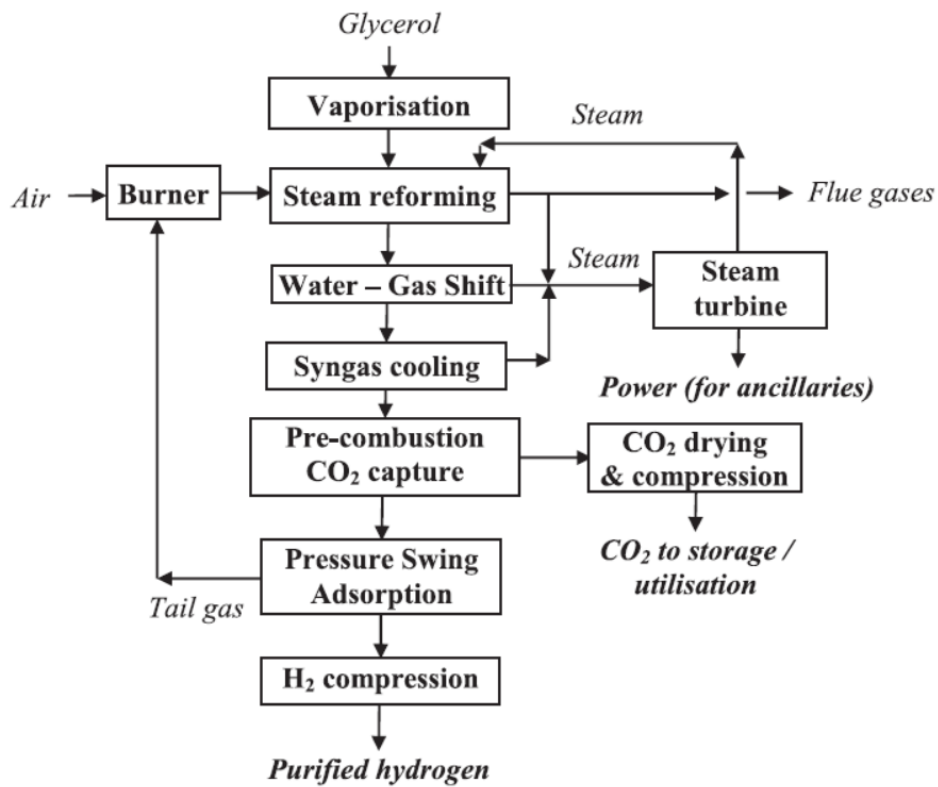 Glycerol
Vaporisation
Steam
Air
Burner
Steam reforming
Flue gases
Water – Gas Shift
Steam
Steam
turbine
Syngas cooling
Power (for ancillaries)
Pre-combustion
CO₂ capture
CO₂ drying
& compression
Pressure Swing
Adsorption
CO₂ to storage /
utilisation
Tail gas
H₂ compression
Purified hydrogen